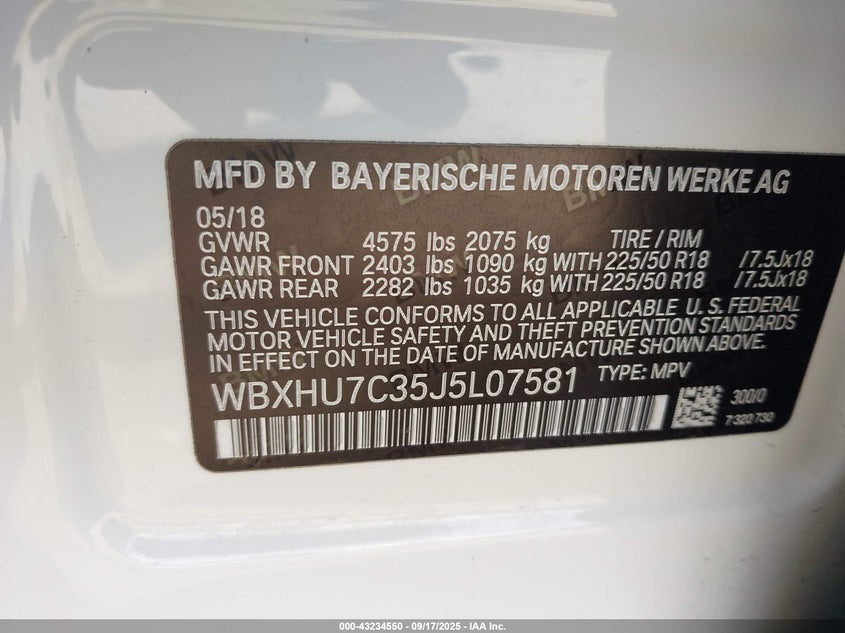 MFD BY BAYERISCHE MOTOREN WERKE AG
05/18
GVWR 4575 lbs 2075 kg TIRE / RIM
GAWR FRONT 2403 lbs 1090 kg WITH 225/50 R18 /7.5Jx18
GAWR REAR 2282 lbs 1035 kg WITH 225/50 R18 /7.5Jx18
THIS VEHICLE CONFORMS TO ALL APPLICABLE U. S. FEDERAL
MOTOR VEHICLE SAFETY AND THEFT PREVENTION STANDARDS
IN EFFECT ON THE DATE OF MANUFACTURE SHOWN ABOVE.
WBXHU7C35J5L07581 TYPE: MPV
300/0
7 320 730
000-43234550 - 09/17/2025 - IAA Inc.